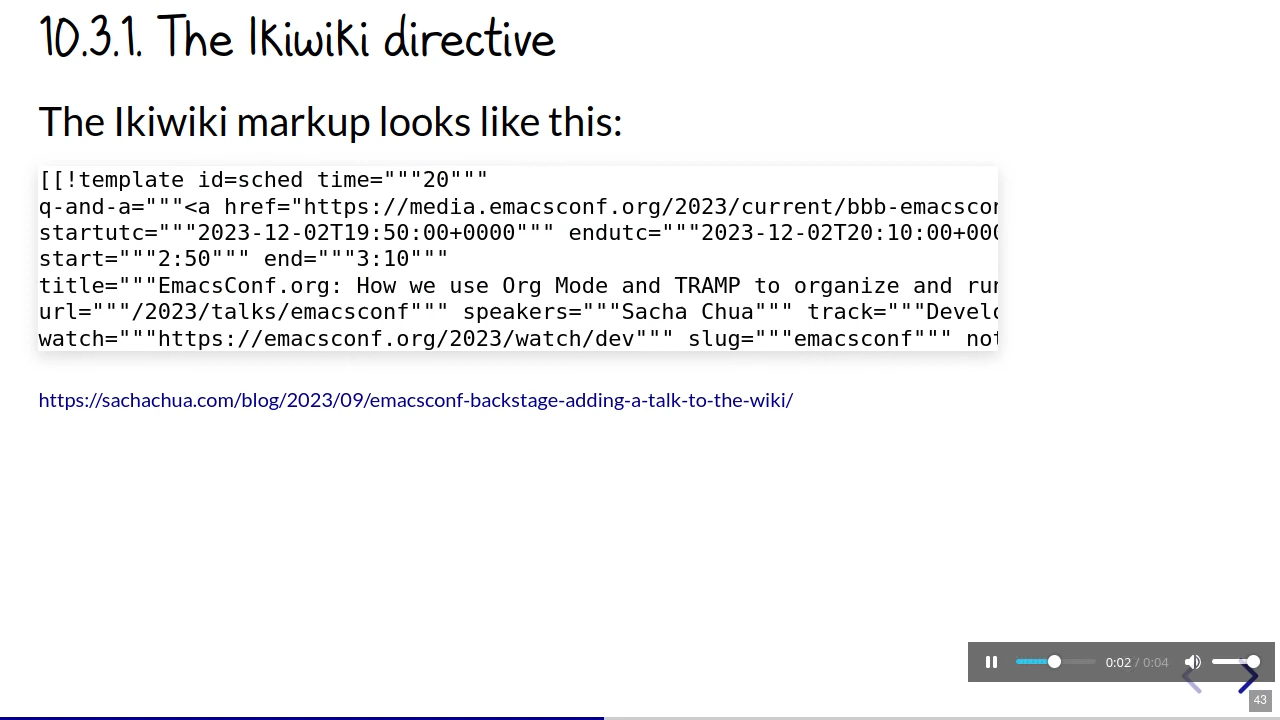 10.3.1. The Ikiwiki directive
The Ikiwiki markup looks like this:
[[!template id=sched time="""20"""
q-and-a="""<a href="https://media.emacsconf.org/2023/current/bbb-emacscon
startutc="""2023-12-02T19:50:00+0000""" endutc="""2023-12-02T20:10:00+000
start="""2:50""" end="""3:10"""
title="""EmacsConf.org: How we use Org Mode and TRAMP to organize and run
url="""/2023/talks/emacsconf""" speakers="""Sacha Chua""" track="""Develo
watch="""https://emacsconf.org/2023/watch/dev""" slug="""emacsconf""" not
https://sachachua.com/blog/2023/09/emacsconf-backstage-adding-a-talk-to-the-wiki/
0:02 / 0:04
43